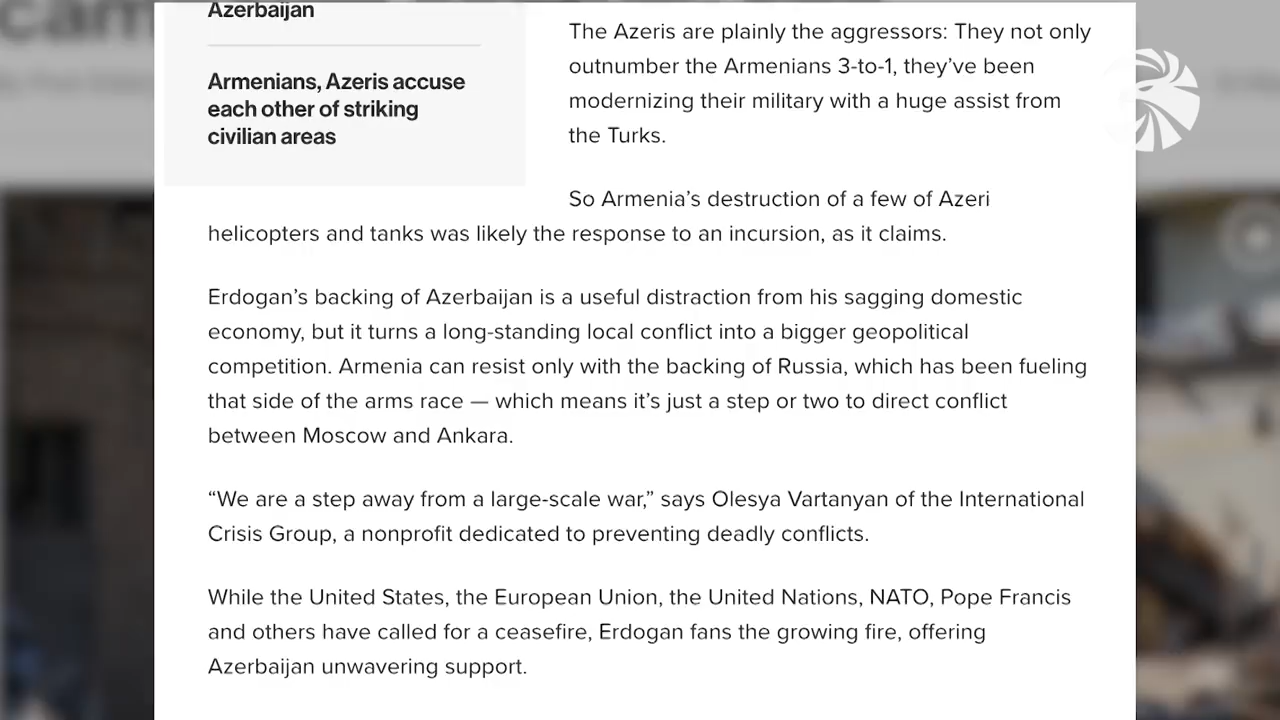 Azerbaijan
Armenians, Azeris accuse
each other of striking
civilian areas
The Azeris are plainly the aggressors: They not only
outnumber the Armenians 3-to-1, they’ve been
modernizing their military with a huge assist from
the Turks.
So Armenia’s destruction of a few of Azeri
helicopters and tanks was likely the response to an incursion, as it claims.
Erdogan’s backing of Azerbaijan is a useful distraction from his sagging domestic
economy, but it turns a long-standing local conflict into a bigger geopolitical
competition. Armenia can resist only with the backing of Russia, which has been fueling
that side of the arms race — which means it’s just a step or two to direct conflict
between Moscow and Ankara.
“We are a step away from a large-scale war,” says Olesya Vartanyan of the International
Crisis Group, a nonprofit dedicated to preventing deadly conflicts.
While the United States, the European Union, the United Nations, NATO, Pope Francis
and others have called for a ceasefire, Erdogan fans the growing fire, offering
Azerbaijan unwavering support.